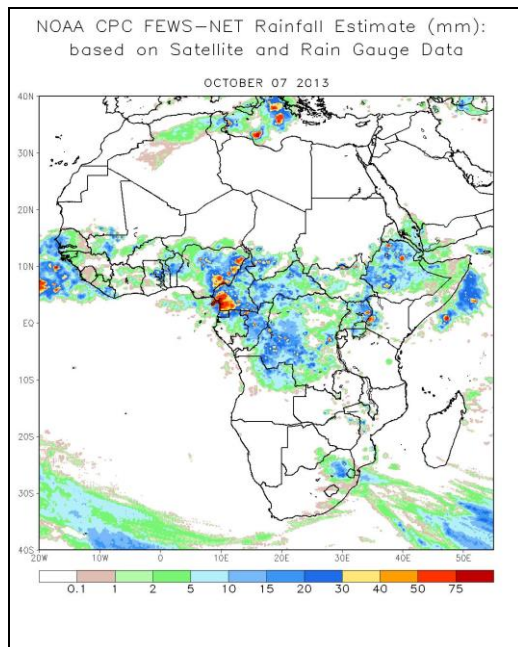 NOAA CPC FEWS-NET Rainfall Estimate (mm):
based on Satellite and Rain Gauge Data
OCTOBER 07 2013
40N
30N
20N
10N
EQ
10S
20S
30S
40S
20W 10W 0 10E 20E 30E 40E 50E
0.1 1 2 5 10 15 20 30 40 50 75